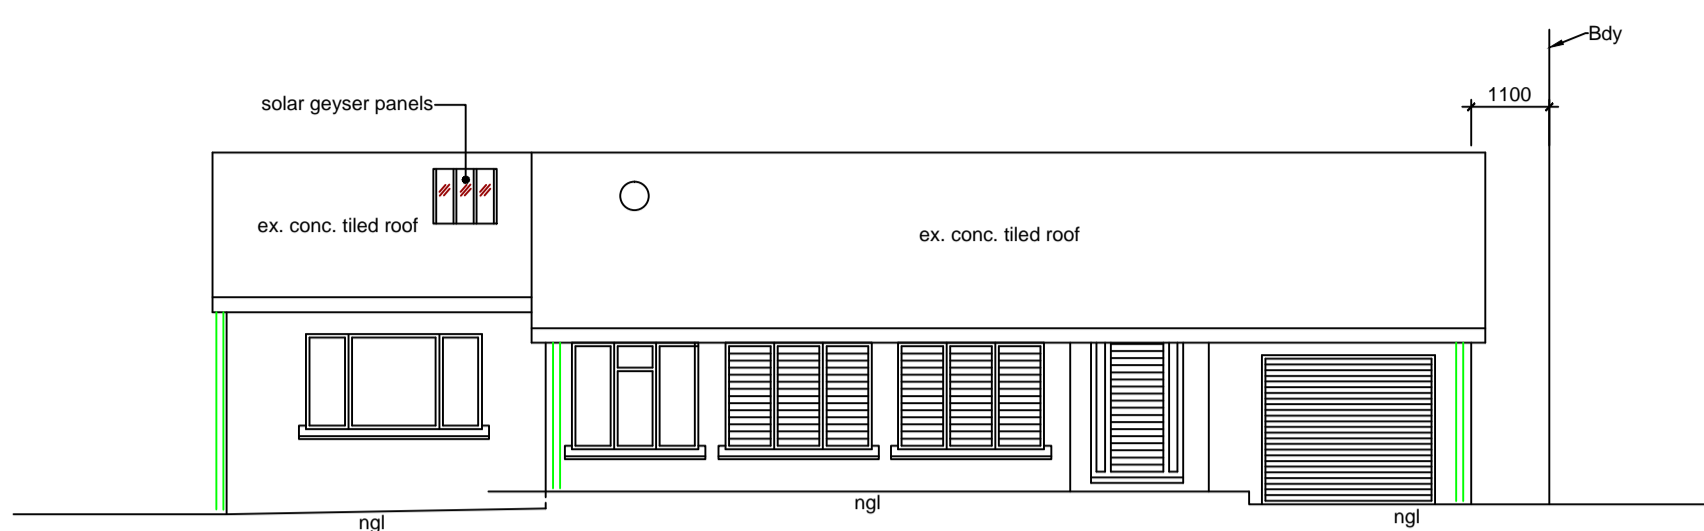 Bdy
1100
solar geyser panels
ex. conc. tiled roof
ex. conc. tiled roof
ngl
ngl
ngl